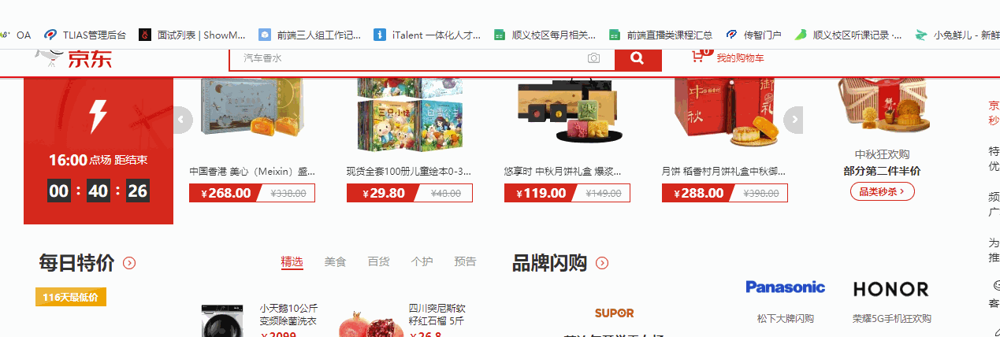 OA TLIAS管理后台 面试列表 | ShowM... 前端三人组工作记... iTalent 一体化人才... 顺义校区每月相关... 前端直播类课程汇总 传智门户 顺义校区听课记录 -... 小兔鲜儿 - 新鲜
京东 汽车香水 0 我的购物车
16:00 点场 距结束
00 : 40 : 26
中国香港 美心（Meixin）盛... 现货全套100册儿童绘本0-3... 悠享时 中秋月饼礼盒 爆浆... 月饼 稻香村月饼礼盒中秋御...
¥268.00 ¥338.00 ¥29.80 ¥48.00 ¥119.00 ¥149.00 ¥288.00 ¥398.00
中秋狂欢购
部分第二件半价
品类秒杀 >
京
秒
特
优
频
广
为
推
客
每日特价 精选 美食 百货 个护 预告
116天最低价
小天鹅10公斤
变频除菌洗衣
¥2099
四川突尼斯软
籽红石榴 5斤
¥26.8
品牌闪购
SUPOR
Panasonic
松下大牌闪购
HONOR
荣耀5G手机狂欢购